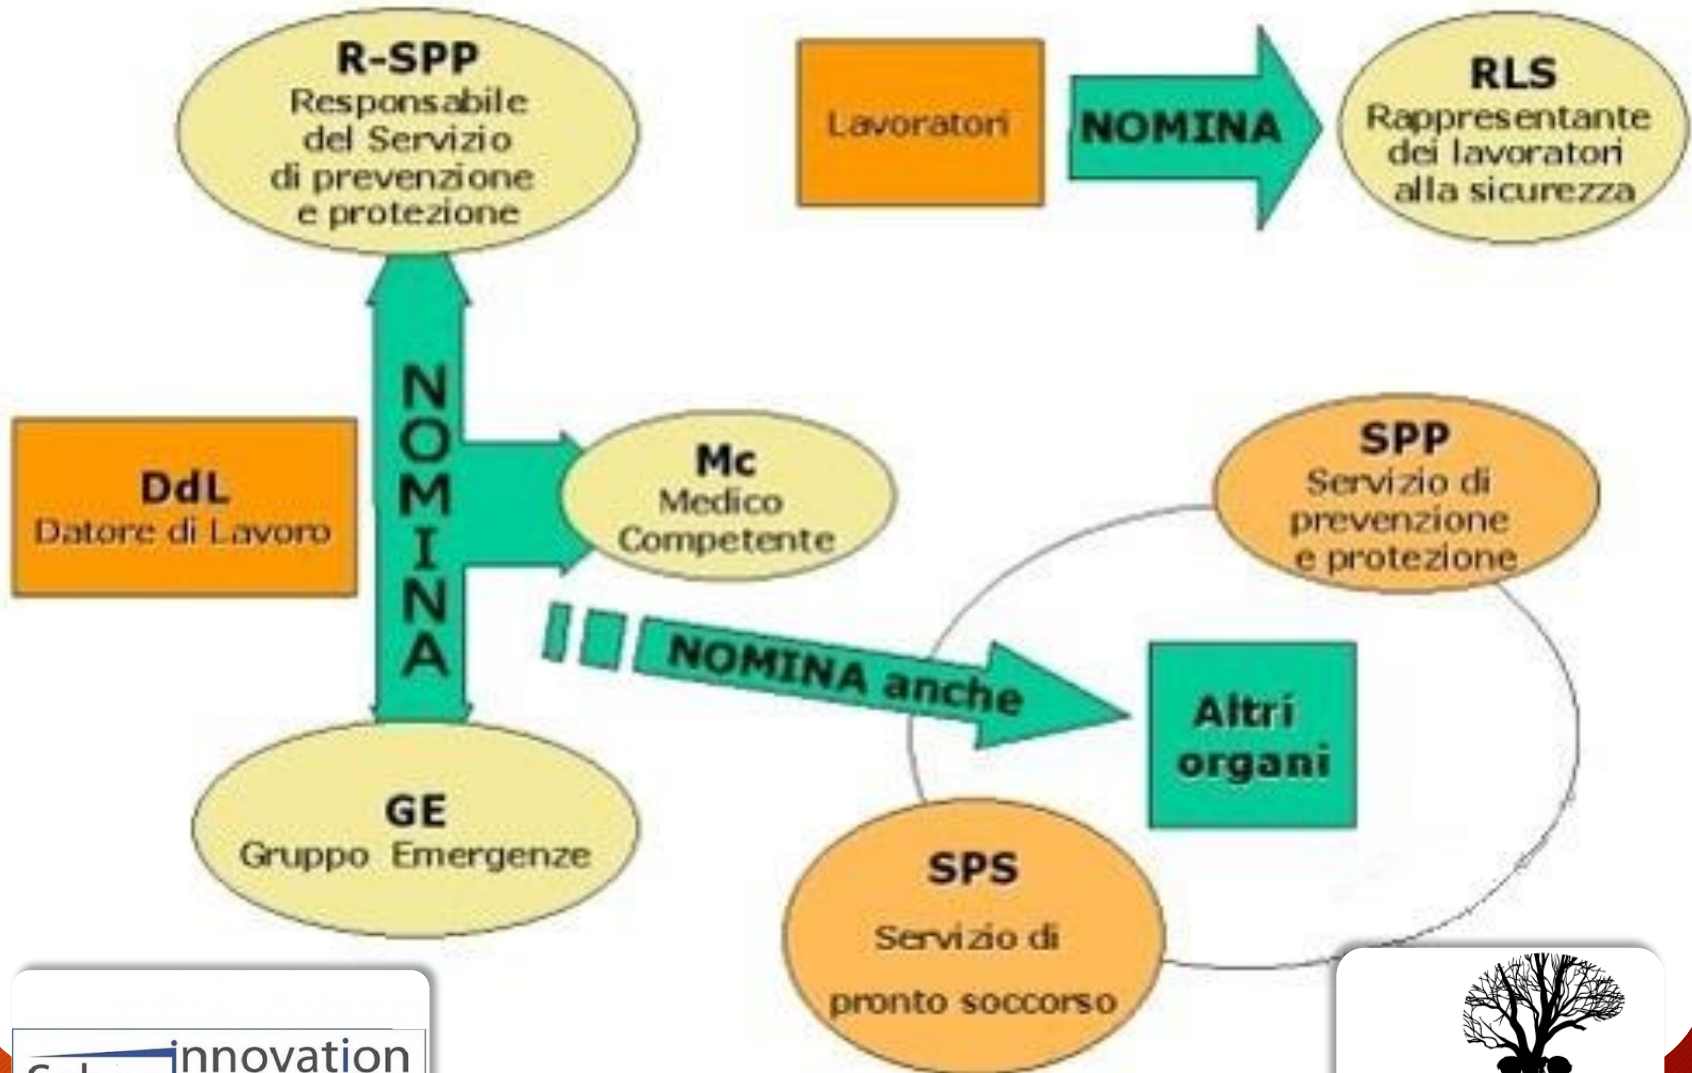 R-SPP
Responsabile
del Servizio
di prevenzione
e protezione
Lavoratori
NOMINA
RLS
Rappresentante
dei lavoratori
alla sicurezza
NOMINA
DdL
Datore di Lavoro
Mc
Medico
Competente
SPP
Servizio di
prevenzione
e protezione
NOMINA anche
Altri
organi
GE
Gruppo Emergenze
SPS
Servizio di
pronto soccorso
innovation